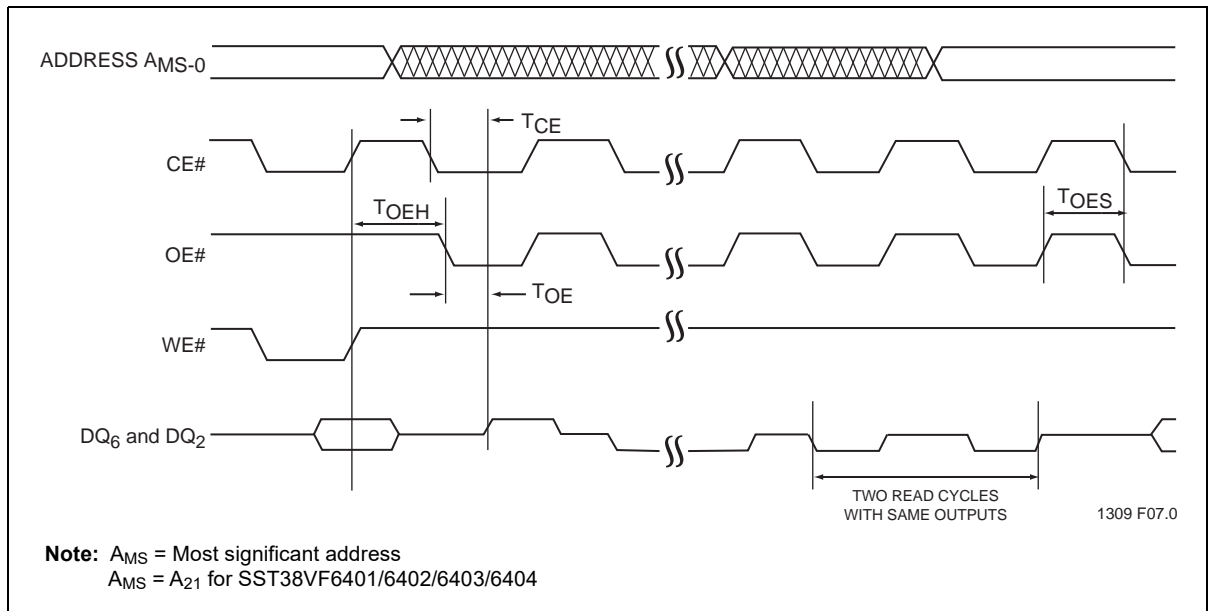 ADDRESS AMS-0
TCE
CE#
TOEH
TOES
OE#
TOE
WE#
DQ6 and DQ2
TWO READ CYCLES
WITH SAME OUTPUTS
1309 F07.0
Note: AMS = Most significant address
AMS = A21 for SST38VF6401/6402/6403/6404